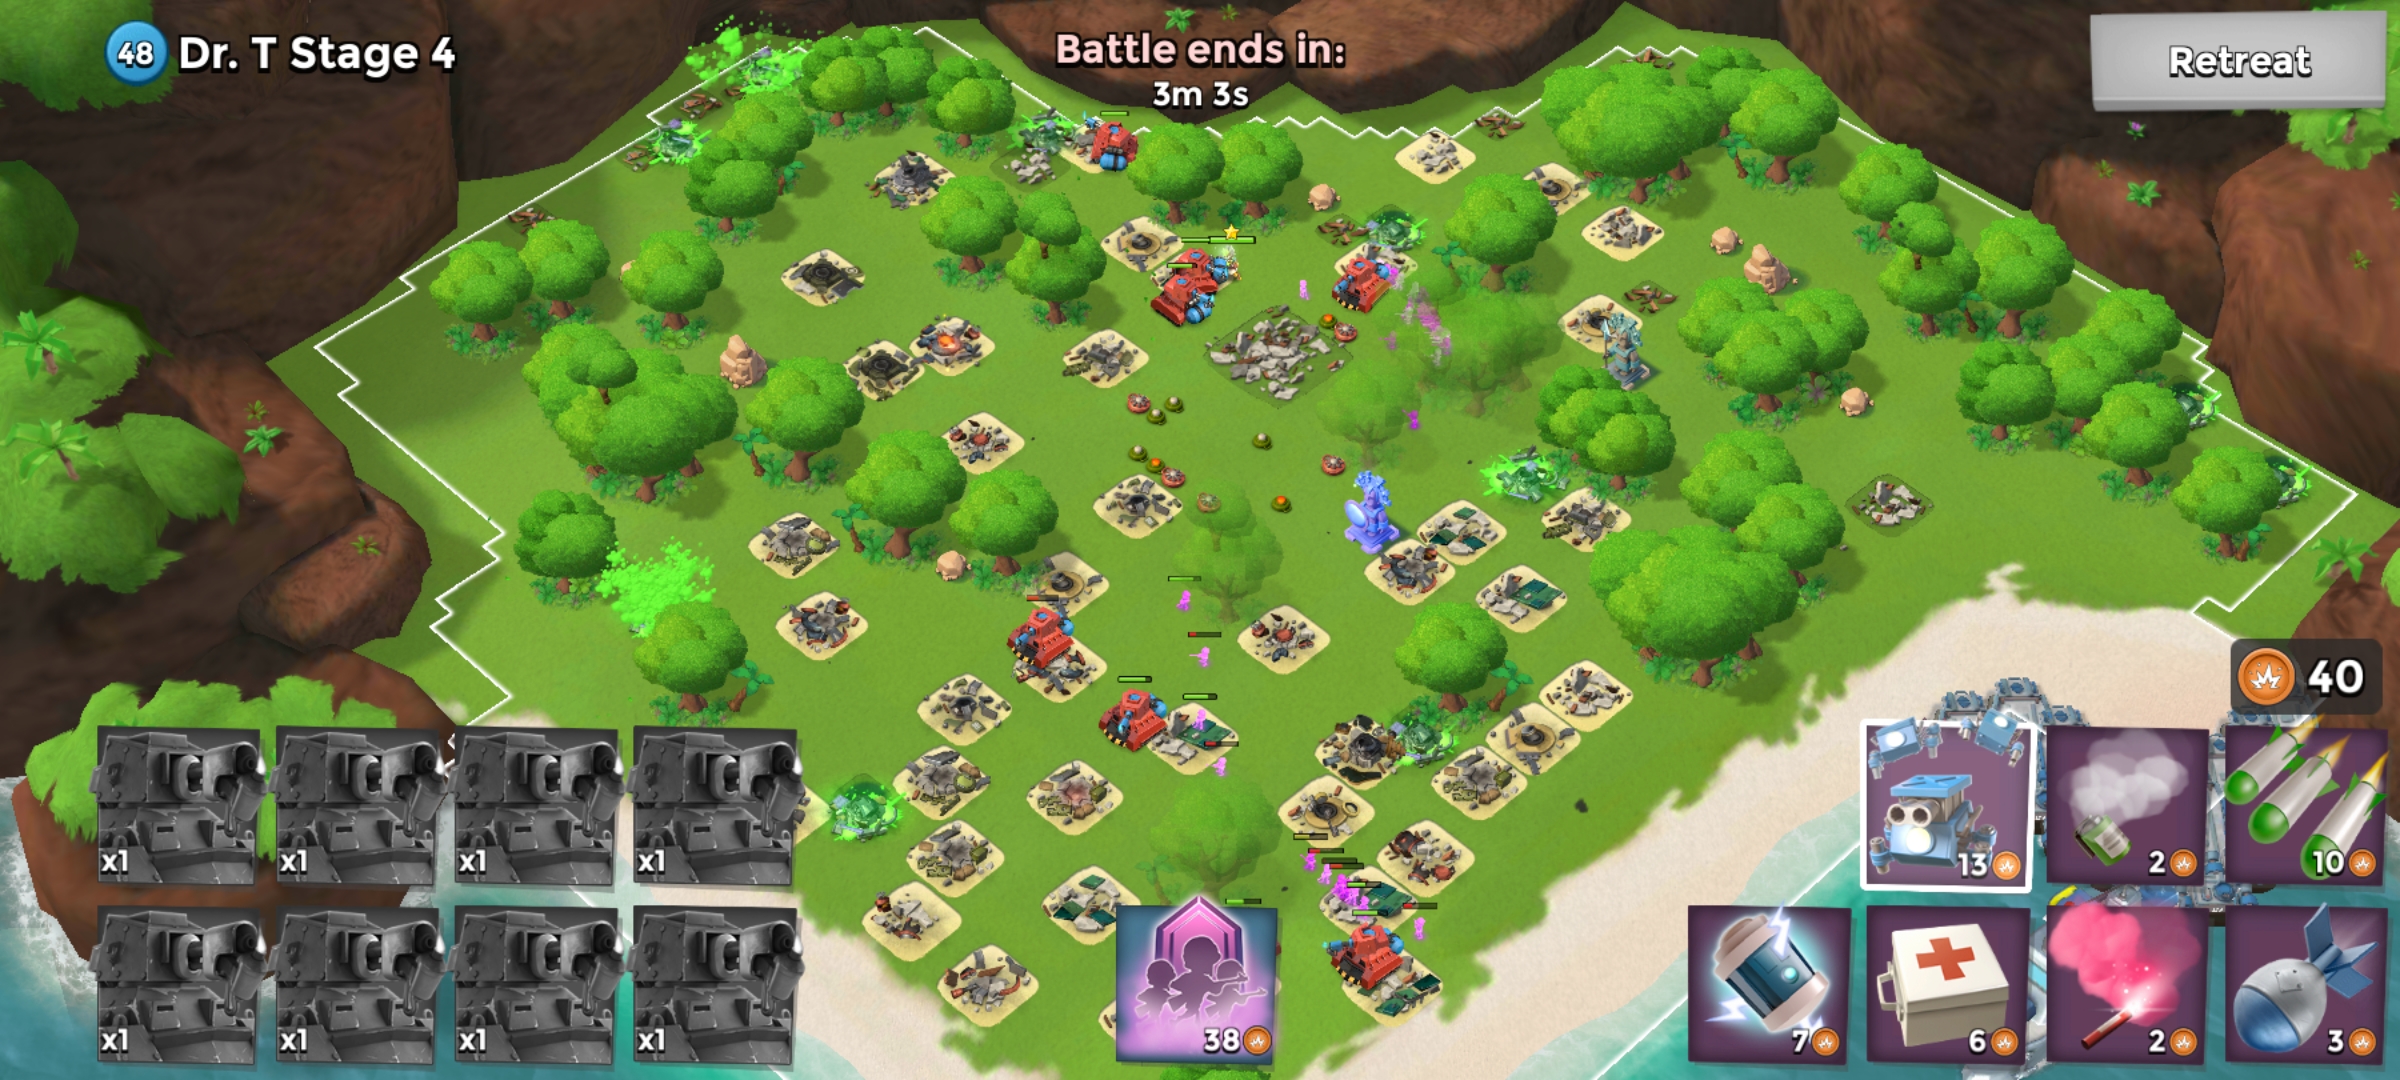 48 Dr. T Stage 4
Battle ends in:
3m 3s
Retreat
40
x1 x1 x1 x1
13 2 10
x1 x1 x1 x1
38
7 6 2 3